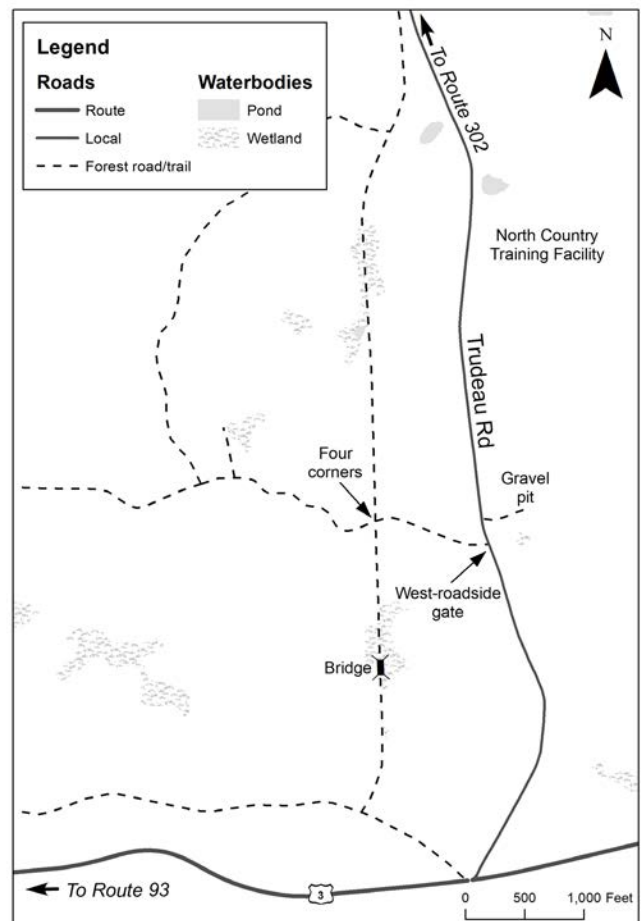 Legend
Roads
Waterbodies
Route
Pond
Local
Wetland
Forest road/trail
To Route 302
N
North Country
Training Facility
Trudeau Rd
Four
corners
Gravel
pit
West-roadside
gate
Bridge
To Route 93
3
0 500 1,000 Feet